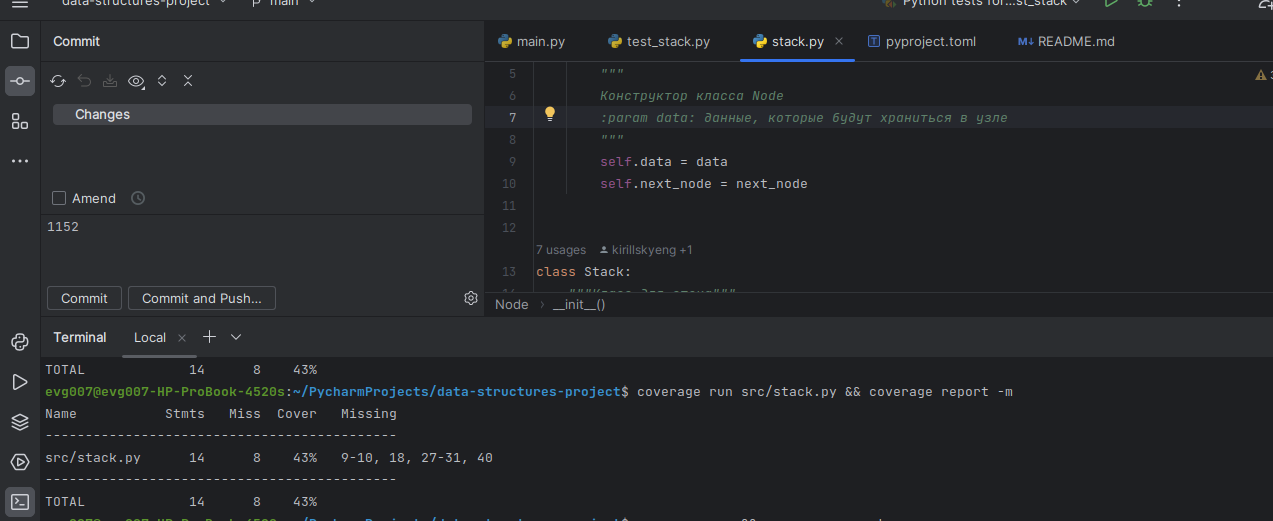 data-structures-project main Python tests for...st_stack
Commit
main.py test_stack.py stack.py pyproject.toml README.md
Changes
Amend
1152
Commit Commit and Push...
5 """
6 Конструктор класса Node
7 :param data: данные, которые будут храниться в узле
8 """
9 self.data = data
10 self.next_node = next_node
11
12
7 usages kirillskyeng +1
13 class Stack:
Node __init__()
Terminal Local
TOTAL 14 8 43%
evg007@evg007-HP-ProBook-4520s:~/PycharmProjects/data-structures-project$ coverage run src/stack.py && coverage report -m
Name Stmts Miss Cover Missing
--------------------------------------------
src/stack.py 14 8 43% 9-10, 18, 27-31, 40
--------------------------------------------
TOTAL 14 8 43%